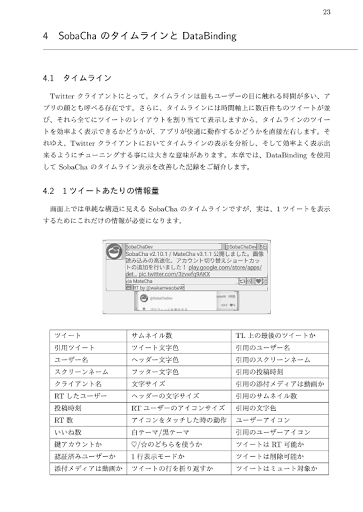 23
4 SobaCha のタイムラインと DataBinding
4.1 タイムライン
Twitter クライアントにとって、タイムラインは最もユーザーの目に触れる時間が多い、ア
プリの顔とも呼べる存在です。さらに、タイムラインには時間軸上に数百件ものツイートが並
び、それら全てにツイートのレイアウトを割り当てて表示しますから、タイムラインのツイー
トを効率よく表示できるかどうかが、アプリが快適に動作するかどうかを直接左右します。そ
れゆえ、Twitter クライアントにおいてタイムラインの表示を分析し、そして効率よく表示出
来るようにチューニングする事には大きな意味があります。本章では、DataBinding を使用
して SobaCha のタイムライン表示を改善した記録をご紹介します。
4.2 1 ツイートあたりの情報量
画面上では単純な構造に見える SobaCha のタイムラインですが、実は、1 ツイートを表示
するためにこれだけの情報が必要になります。
SobaChaDev @SobaChaDev
SobaCha v2.10.1 / MateCha v3.1.1 公開しました。画像
読み込みの高速化、アカウント切り替えショートカッ
トの追加を行いました! play.google.com/store/apps/
det...
via MateCha
ツイート サムネイル数 TL 上の最後のツイートか
引用ツイート ツイート文字色 引用のユーザー名
ユーザー名 ヘッダー文字色 引用のスクリーンネーム
スクリーンネーム フッター文字色 引用の投稿時刻
クライアント名 文字サイズ 引用の添付メディアは動画か
RT したユーザー ヘッダーの文字サイズ 引用のサムネイル数
投稿時刻 RT ユーザーのアイコンサイズ 引用の文字色
RT 数 アイコンをタッチした時の動作 ユーザーアイコン
いいね数 白テーマ/黒テーマ 引用のユーザーアイコン
鍵アカウントか ♡/☆のどちらを使うか ツイートは RT 可能か
認証済みユーザーか 1 行表示モードか ツイートは削除可能か
添付メディアは動画か ツイートの行を折り返すか ツイートはミュート対象か